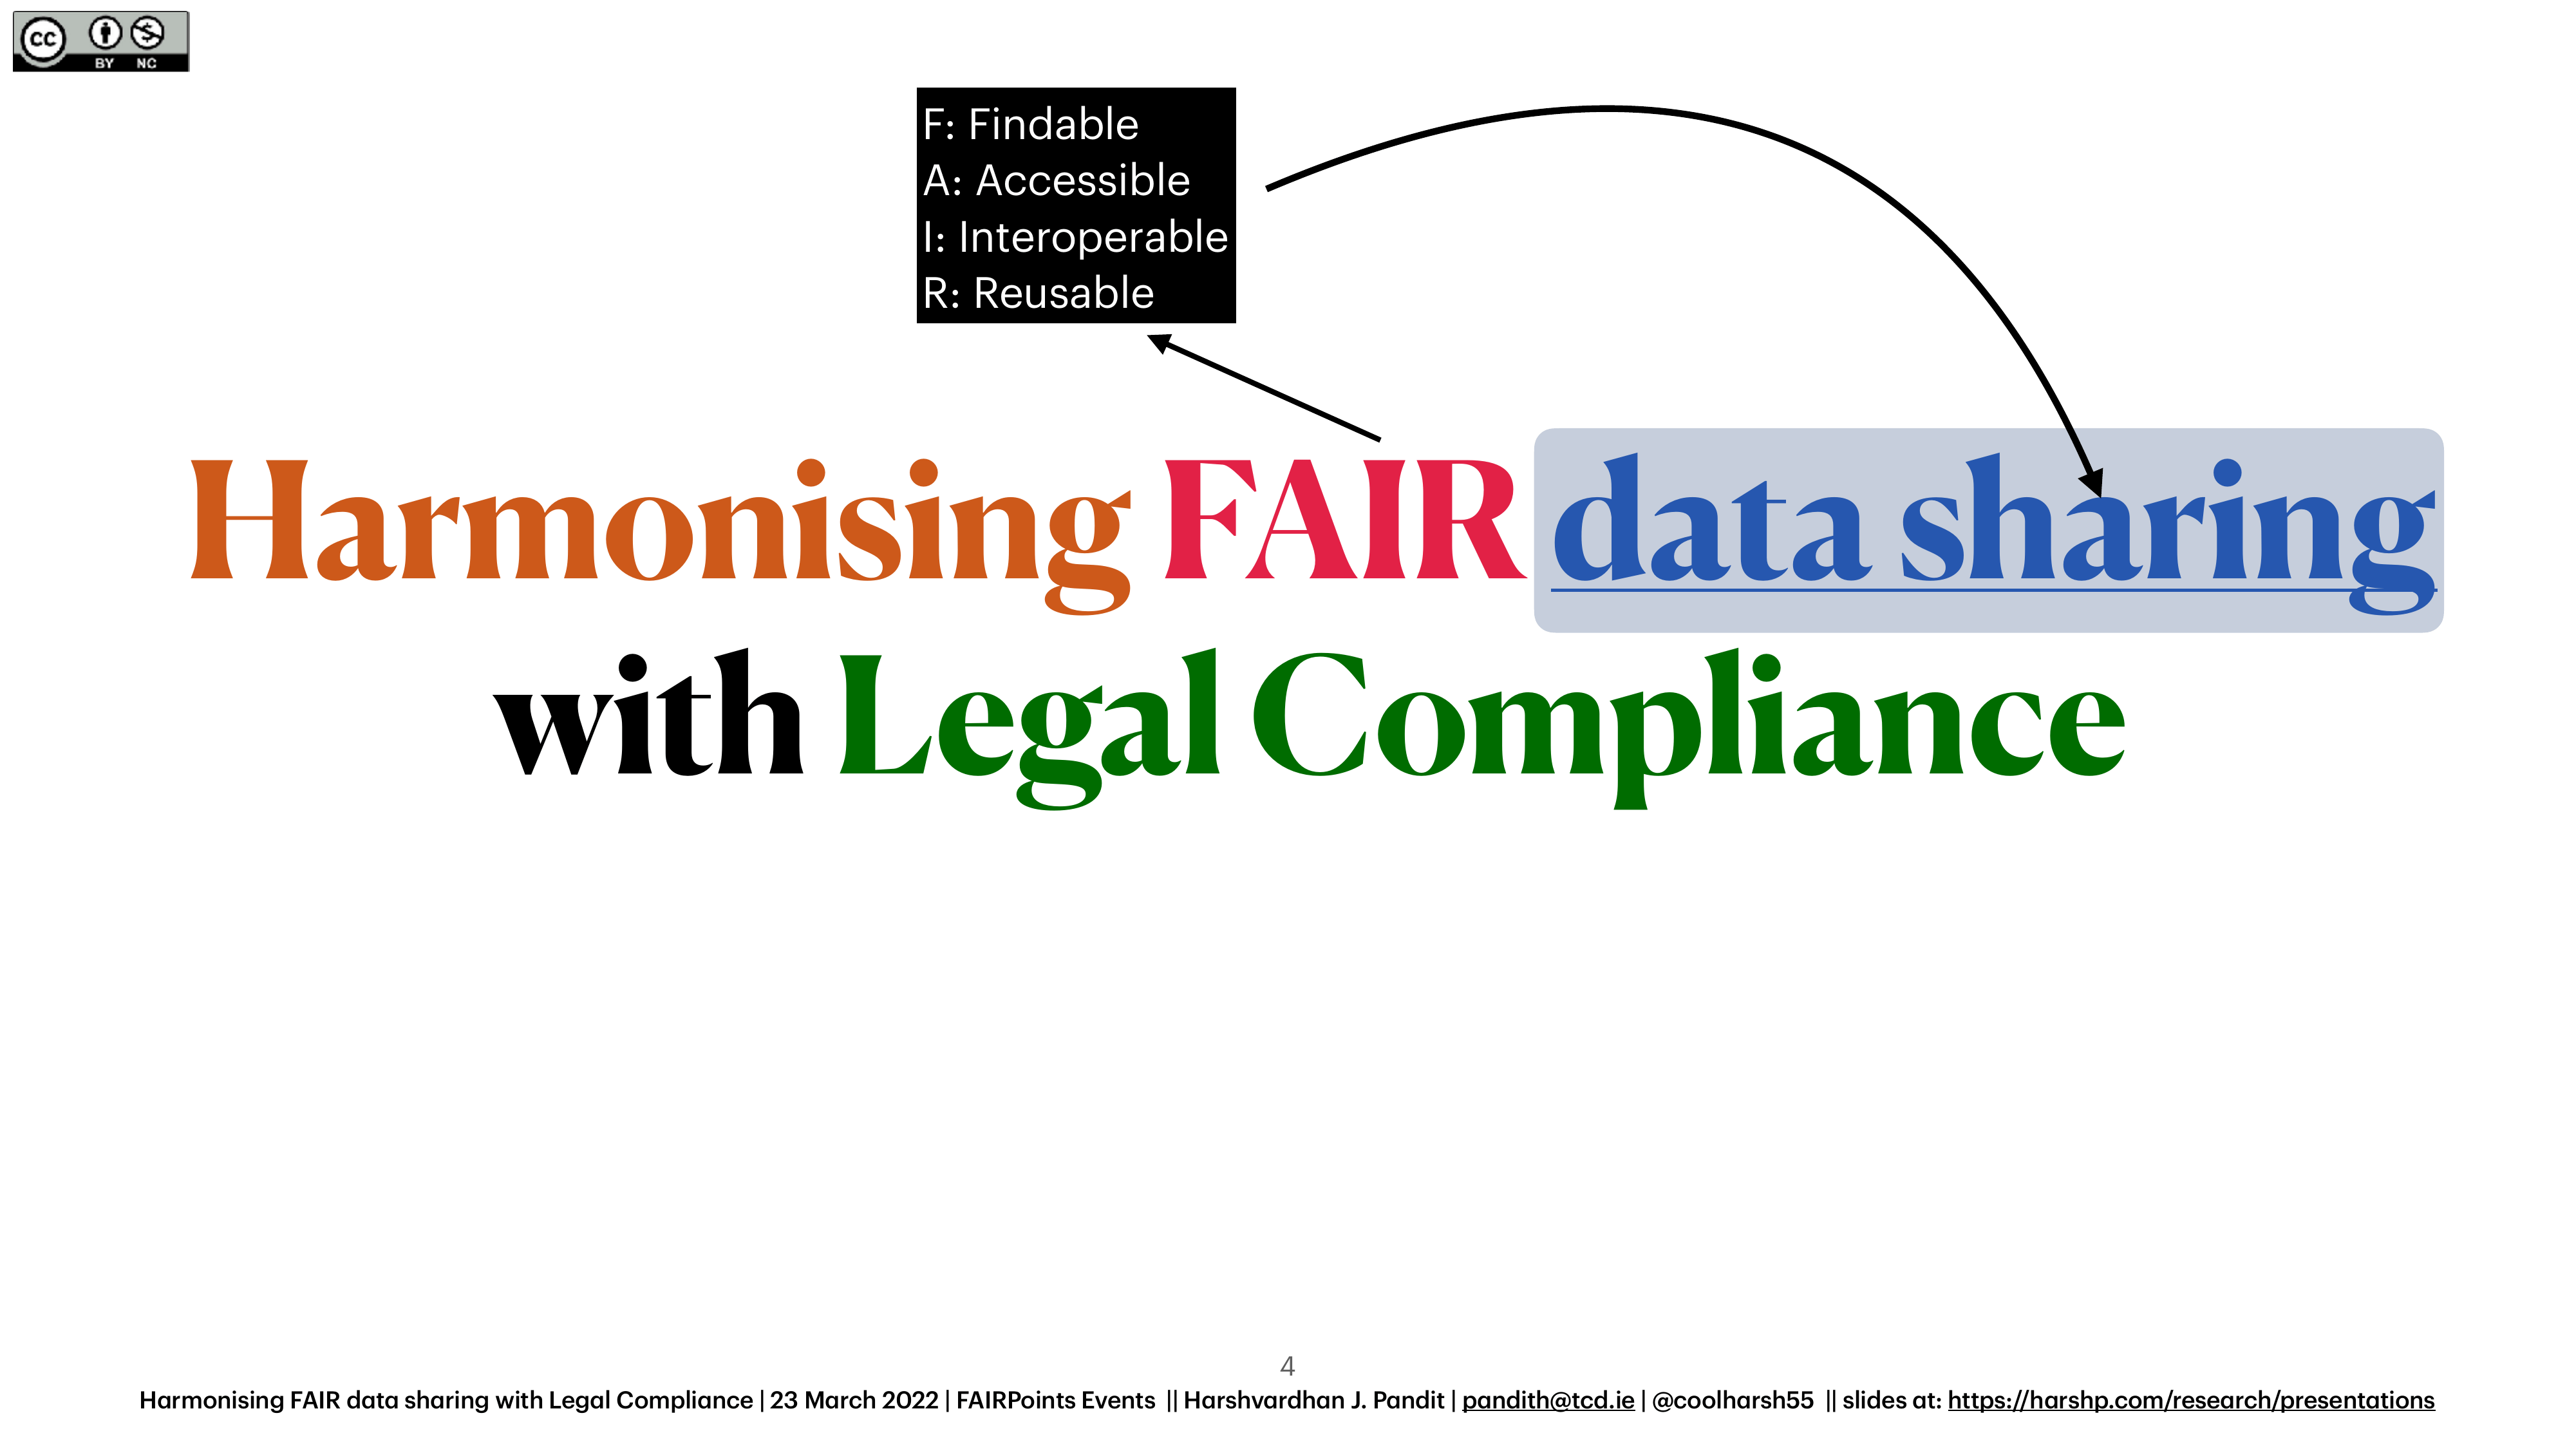 cc BY NC
F: Findable
A: Accessible
I: Interoperable
R: Reusable
Harmonising FAIR data sharing
with Legal Compliance
4
Harmonising FAIR data sharing with Legal Compliance | 23 March 2022 | FAIRPoints Events || Harshvardhan J. Pandit | pandith@tcd.ie | @coolharsh55 || slides at: https://harshp.com/research/presentations